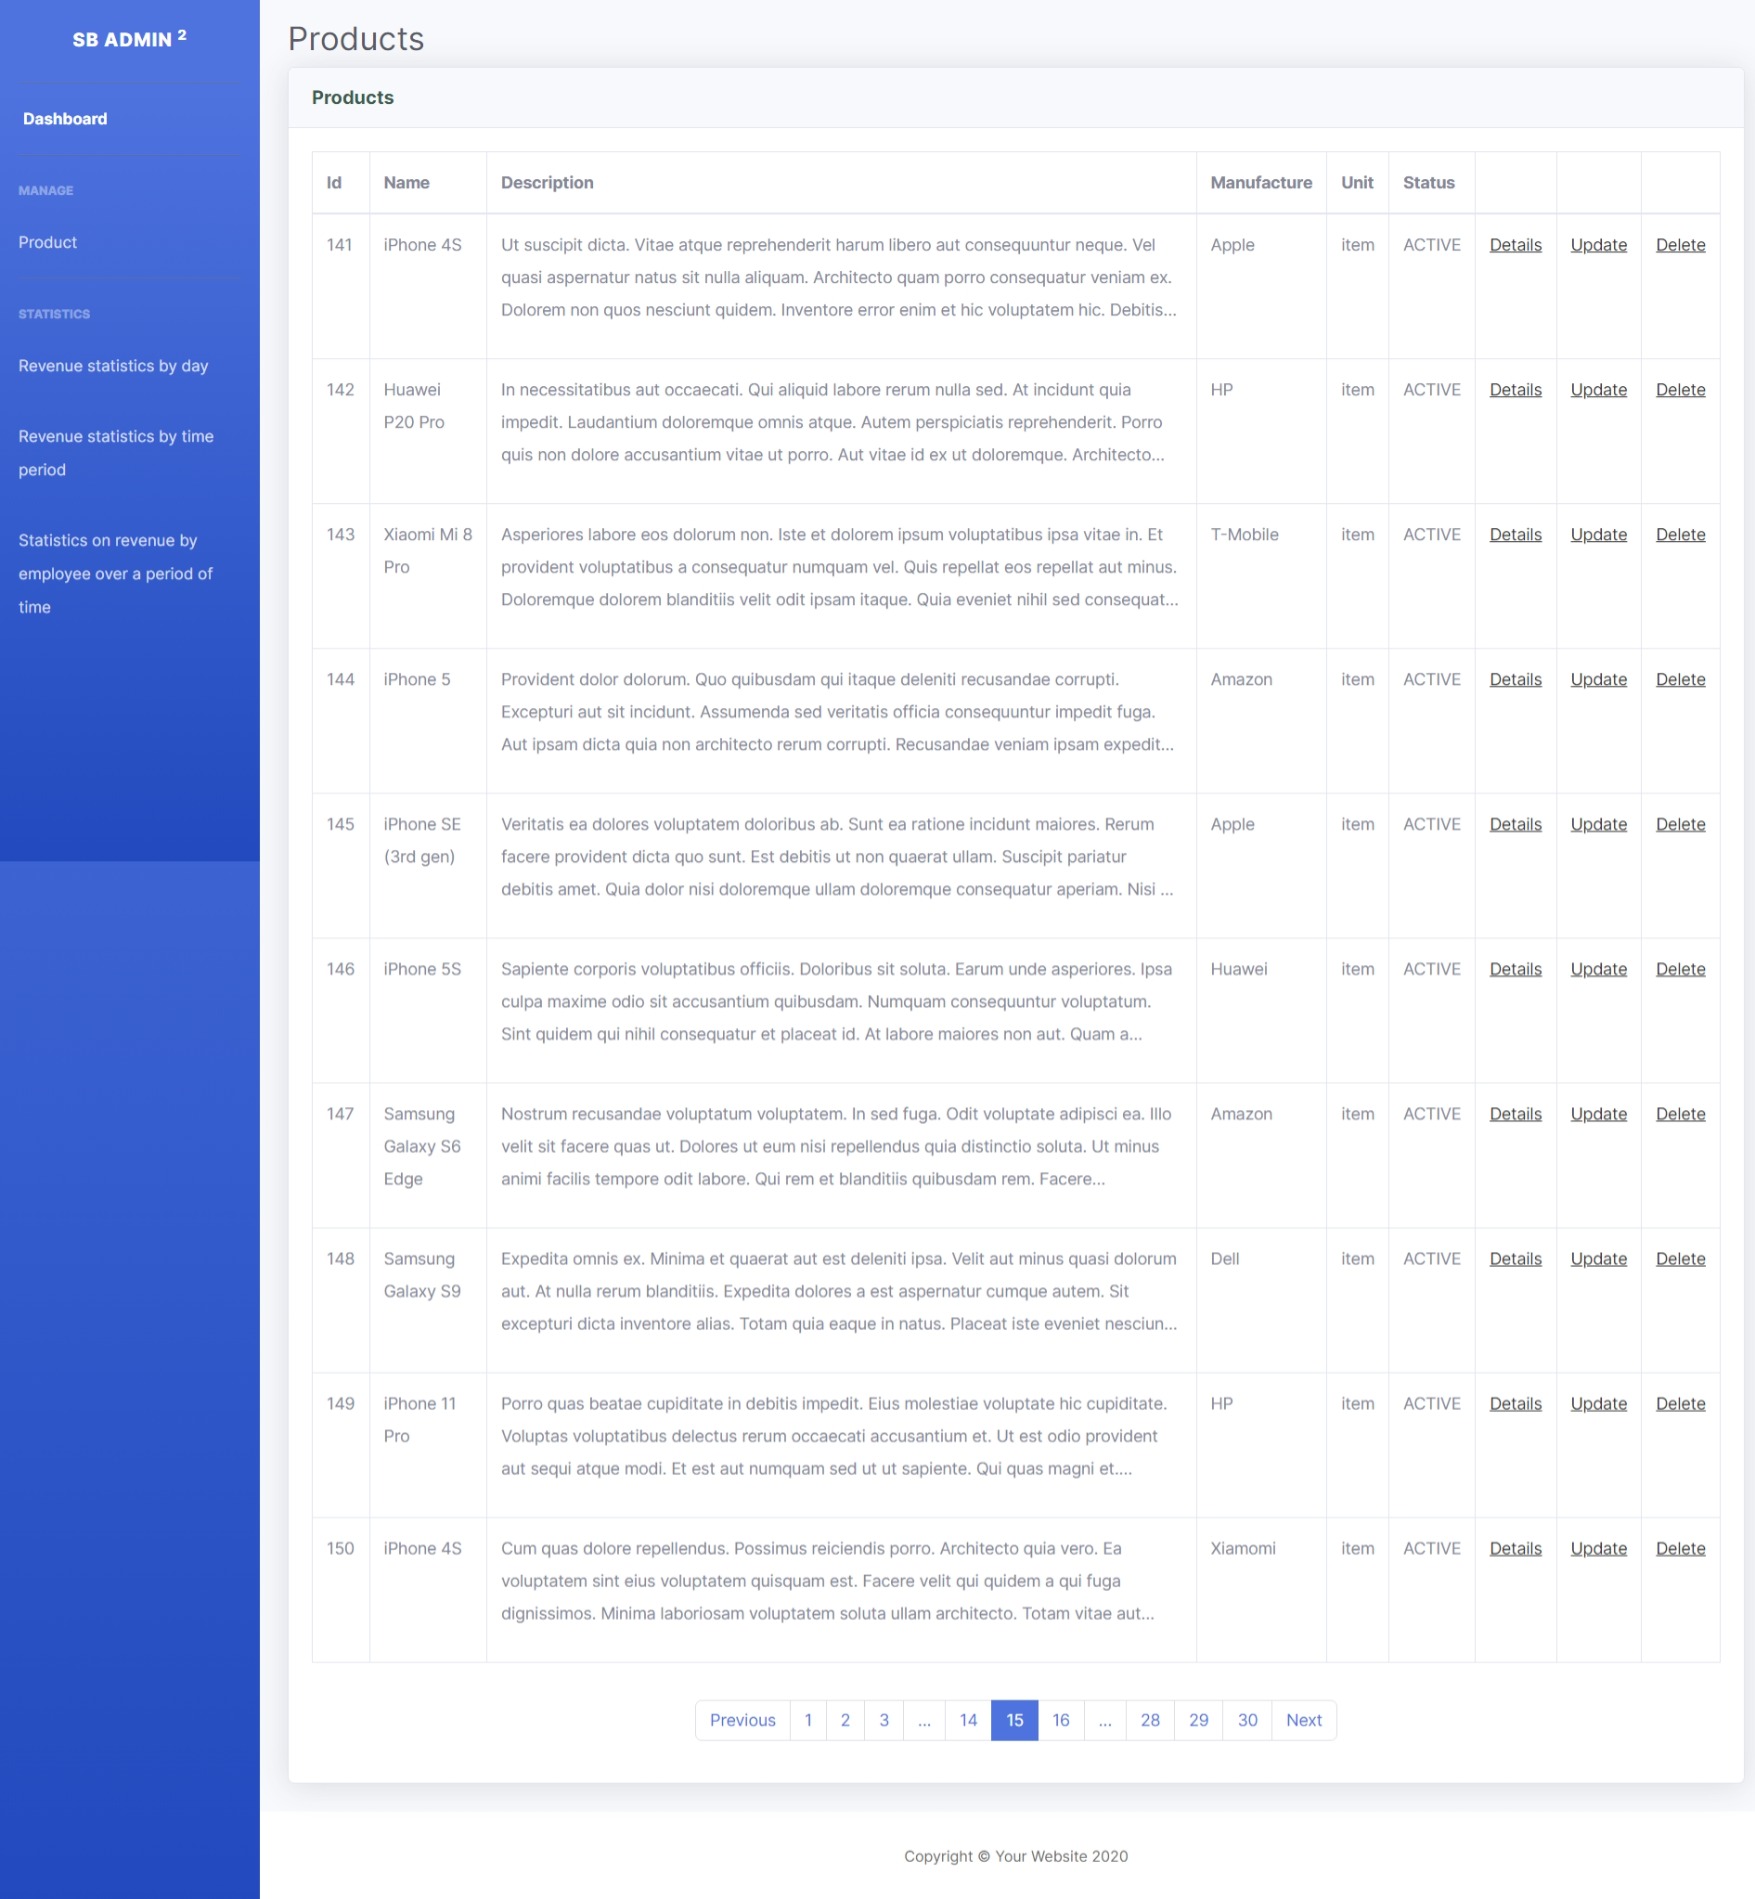 SB ADMIN 2
Dashboard
MANAGE
Product
STATISTICS
Revenue statistics by day
Revenue statistics by time
period
Statistics on revenue by
employee over a period of
time
Products
Products
Id Name Description Manufacture Unit Status
141 iPhone 4S Ut suscipit dicta. Vitae atque reprehenderit harum libero aut consequuntur neque. Vel Apple item ACTIVE Details Update Delete
quasi aspernatur natus sit nulla aliquam. Architecto quam porro consequatur veniam ex.
Dolorem non quos nesciunt quidem. Inventore error enim et hic voluptatem hic. Debitis...
142 Huawei In necessitatibus aut occaecati. Qui aliquid labore rerum nulla sed. At incidunt quia HP item ACTIVE Details Update Delete
P20 Pro impedit. Laudantium doloremque omnis atque. Autem perspiciatis reprehenderit. Porro
quis non dolore accusantium vitae ut porro. Aut vitae id ex ut doloremque. Architecto...
143 Xiaomi Mi 8 Asperiores labore eos dolorum non. Iste et dolorem ipsum voluptatibus ipsa vitae in. Et T-Mobile item ACTIVE Details Update Delete
Pro provident voluptatibus a consequatur numquam vel. Quis repellat eos repellat aut minus.
Doloremque dolorem blanditiis velit odit ipsam itaque. Quia eveniet nihil sed consequat...
144 iPhone 5 Provident dolor dolorum. Quo quibusdam qui itaque deleniti recusandae corrupti. Amazon item ACTIVE Details Update Delete
Excepturi aut sit incidunt. Assumenda sed veritatis officia consequuntur impedit fuga.
Aut ipsam dicta quia non architecto rerum corrupti. Recusandae veniam ipsam expedit...
145 iPhone SE Veritatis ea dolores voluptatem doloribus ab. Sunt ea ratione incidunt maiores. Rerum Apple item ACTIVE Details Update Delete
(3rd gen) facere provident dicta quo sunt. Est debitis ut non quaerat ullam. Suscipit pariatur
debitis amet. Quia dolor nisi doloremque ullam doloremque consequatur aperiam. Nisi ...
146 iPhone 5S Sapiente corporis voluptatibus officiis. Doloribus sit soluta. Earum unde asperiores. Ipsa Huawei item ACTIVE Details Update Delete
culpa maxime odio sit accusantium quibusdam. Numquam consequuntur voluptatum.
Sint quidem qui nihil consequatur et placeat id. At labore maiores non aut. Quam a...
147 Samsung Nostrum recusandae voluptatum voluptatem. In sed fuga. Odit voluptate adipisci ea. Illo Amazon item ACTIVE Details Update Delete
Galaxy S6 velit sit facere quas ut. Dolores ut eum nisi repellendus quia distinctio soluta. Ut minus
Edge animi facilis tempore odit labore. Qui rem et blanditiis quibusdam rem. Facere...
148 Samsung Expedita omnis ex. Minima et quaerat aut est deleniti ipsa. Velit aut minus quasi dolorum Dell item ACTIVE Details Update Delete
Galaxy S9 aut. At nulla rerum blanditiis. Expedita dolores a est aspernatur cumque autem. Sit
excepturi dicta inventore alias. Totam quia eaque in natus. Placeat iste eveniet nesciun...
149 iPhone 11 Porro quas beatae cupiditate in debitis impedit. Eius molestiae voluptate hic cupiditate. HP item ACTIVE Details Update Delete
Pro Voluptas voluptatibus delectus rerum occaecati accusantium et. Ut est odio provident
aut sequi atque modi. Et est aut numquam sed ut ut sapiente. Qui quas magni et....
150 iPhone 4S Cum quas dolore repellendus. Possimus reiciendis porro. Architecto quia vero. Ea Xiamomi item ACTIVE Details Update Delete
voluptatem sint eius voluptatem quisquam est. Facere velit qui quidem a qui fuga
dignissimos. Minima laboriosam voluptatem soluta ullam architecto. Totam vitae aut...
Previous 1 2 3 ... 14 15 16 ... 28 29 30 Next
Copyright © Your Website 2020